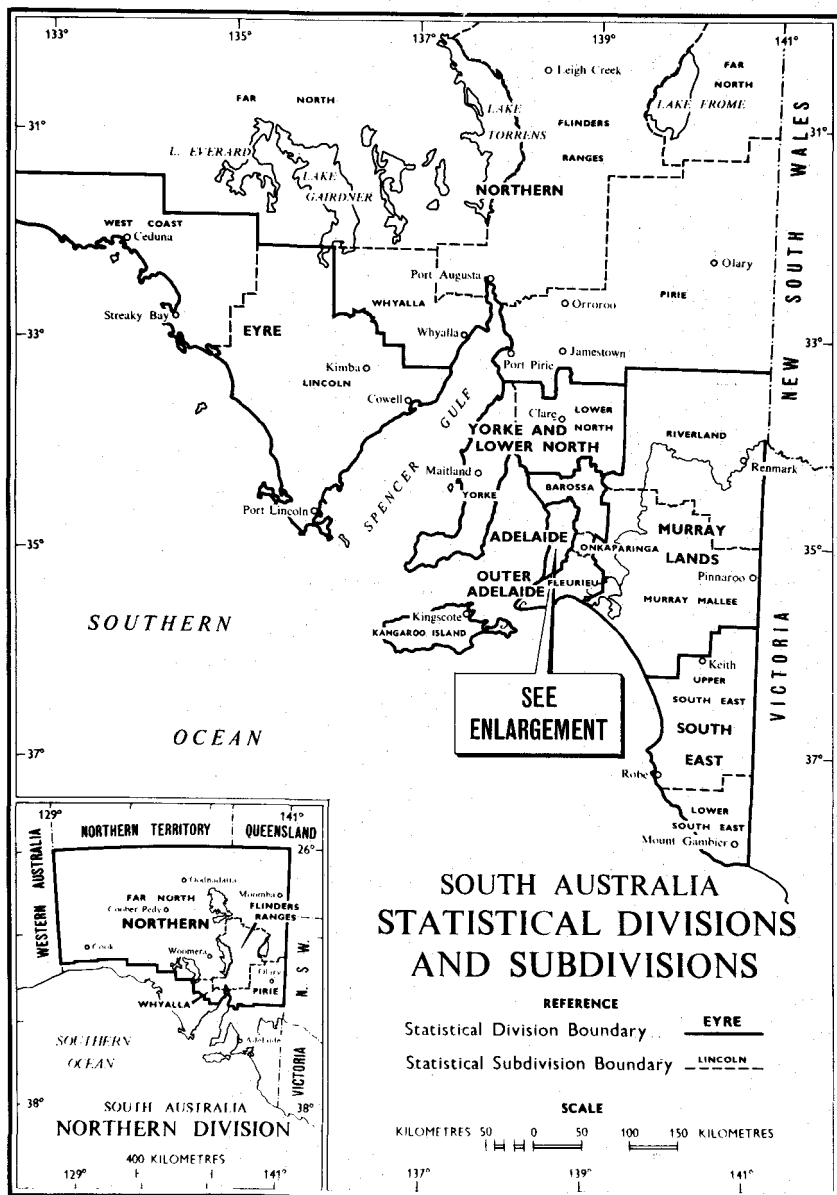 133° 135° 137° 139° 141°
Leigh Creek
FAR NORTH
LAKE FROME
FAR NORTH
LAKE TORRENS
FLINDERS RANGES
31° 31°
L. EVERARD
LAKE GAIRDNER
NORTHERN
NEW SOUTH WALES
WEST COAST
Ceduna
Port Augusta
Olary
Streaky Bay
WHYALLA
Orroroo
PIRIE
33° 33°
EYRE
Whyalla
Jamestown
Port Pirie
Kimba
LINCOLN
Cowell
Clare
LOWER NORTH
YORKE AND LOWER NORTH
RIVERLAND
Renmark
SPENCER GULF
Maitland
YORKE
BAROSSA
Port Lincoln
MURRAY LANDS
35° 35°
ADELAIDE
ONKAPARINGA
Pinnaroo
OUTER ADELAIDE
FLEURIEU
MURRAY MALLEE
Kingscote
KANGAROO ISLAND
SOUTHERN
OCEAN
VICTORIA
Keith
UPPER SOUTH EAST
SEE
ENLARGEMENT
SOUTH EAST
37° 37°
Robe
LOWER SOUTH EAST
Mount Gambier
129° 141°
NORTHERN TERRITORY QUEENSLAND
26°
WESTERN AUSTRALIA
Oodnadatta
FAR NORTH
Moomba
Coober Pedy
FLINDERS RANGES
NORTHERN
Cook
Woomera
Olary
PIRIE
N. S. W.
WHYALLA
SOUTHERN
OCEAN
Adelaide
VICTORIA
38° 38°
SOUTH AUSTRALIA
NORTHERN DIVISION
400 KILOMETRES
129° 141°
SOUTH AUSTRALIA
STATISTICAL DIVISIONS
AND SUBDIVISIONS
REFERENCE
Statistical Division Boundary EYRE
Statistical Subdivision Boundary LINCOLN
SCALE
KILOMETRES 50 0 50 100 150 KILOMETRES
137° 139° 141°